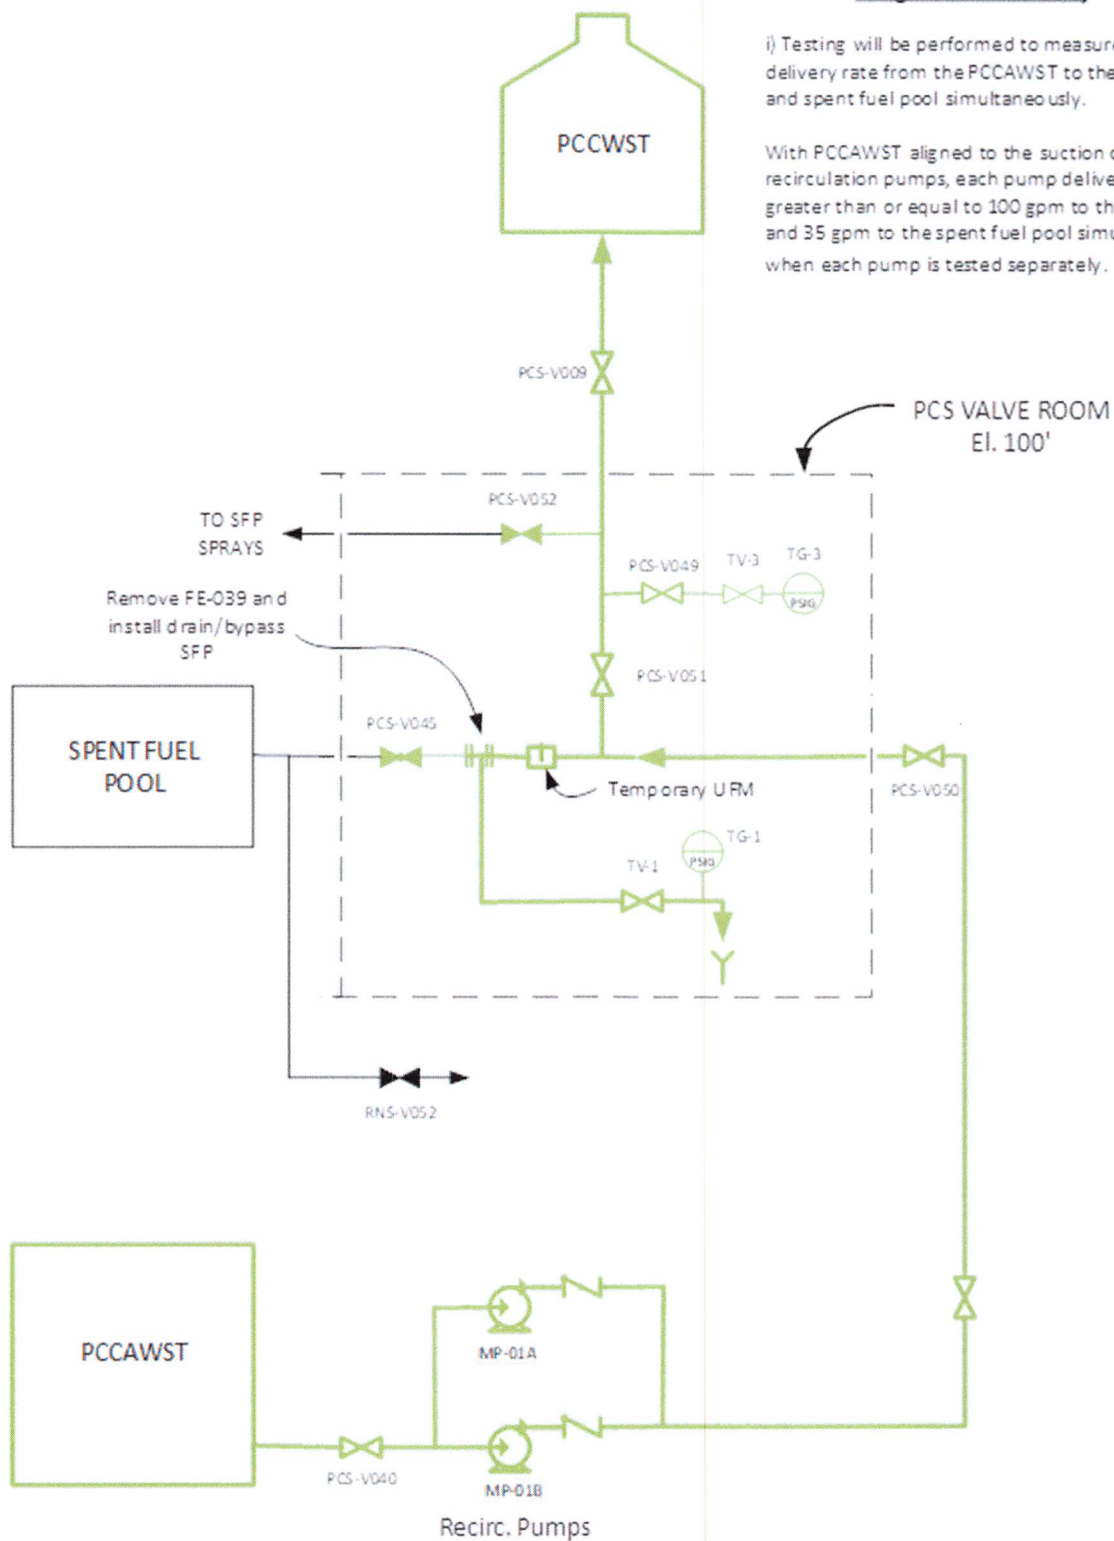 i) Testing will be performed to measure
delivery rate from the PCCAWST to the
and spent fuel pool simultaneously.
With PCCAWST aligned to the suction
recirculation pumps, each pump
greater than or equal to 100 gpm to
and 35 gpm to the spent fuel pool
when each pump is tested separately.
PCCWST
PCS-V009
PCS VALVE ROOM
El. 100'
PCS-V052
TO SFP
SPRAYS
PCS-V049
TV-3
TG-3
PSIG
Remove FE-039 and
install drain/bypass
SFP
PCS-V051
SPENT FUEL
POOL
PCS-V045
Temporary UFM
PCS-V050
TG-1
PSIG
TV-1
RNS-V052
PCCAWST
MP-01A
PCS-V040
MP-01B
Recirc. Pumps